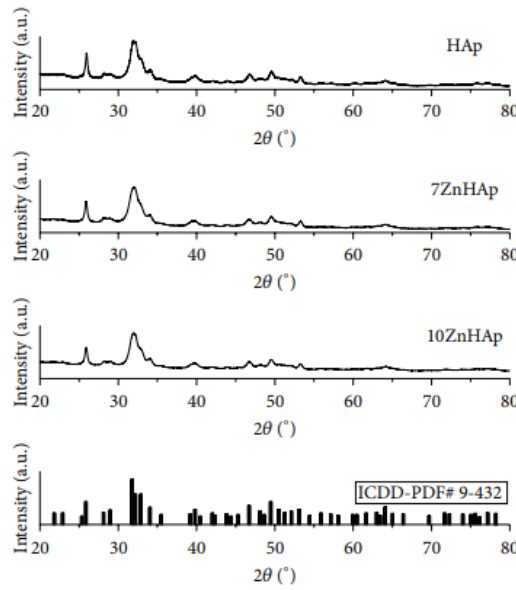 Intensity (a.u.)
HAp
20 30 40 50 60 70 80
2θ (°)
Intensity (a.u.)
7ZnHAp
20 30 40 50 60 70 80
2θ (°)
Intensity (a.u.)
10ZnHAp
20 30 40 50 60 70 80
2θ (°)
Intensity (a.u.)
ICDD-PDF# 9-432
20 30 40 50 60 70 80
2θ (°)